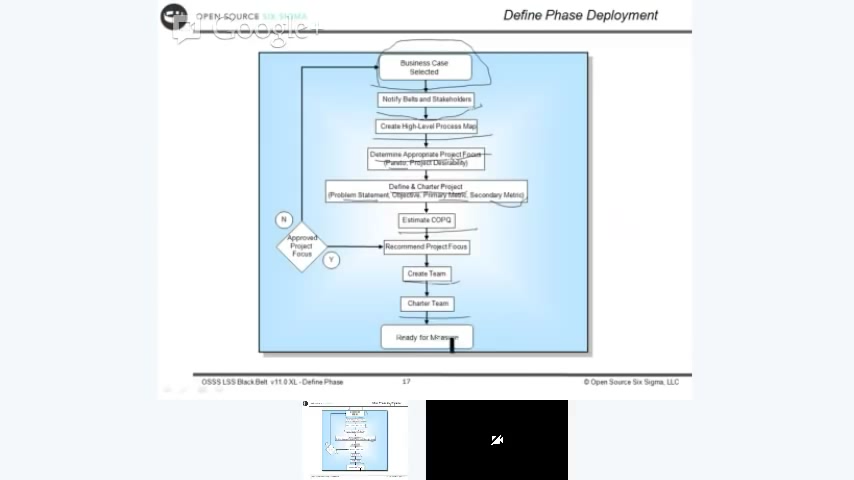 OPEN·SOURCE SIX SIGMA
Define Phase Deployment
Google+
Business Case
Selected
Notify Belts and Stakeholders
Create High-Level Process Map
Determine Appropriate Project Focus
(Pareto, Project Desirability)
Define & Charter Project
(Problem Statement, Objective, Primary Metric, Secondary Metric)
N
Estimate COPQ
Approved
Project
Focus
Recommend Project Focus
Y
Create Team
Charter Team
Ready for Measure
OSSS LSS Black Belt v11.0 XL - Define Phase
17
© Open Source Six Sigma, LLC